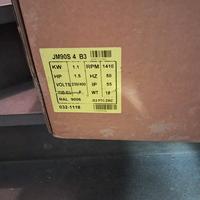 JM90S 4 B3
KW 1.1 RPM 1410
HP 1.5 HZ 50
VOLTS 230/400 IP 55
WT 18
RAL 9006
032-1118